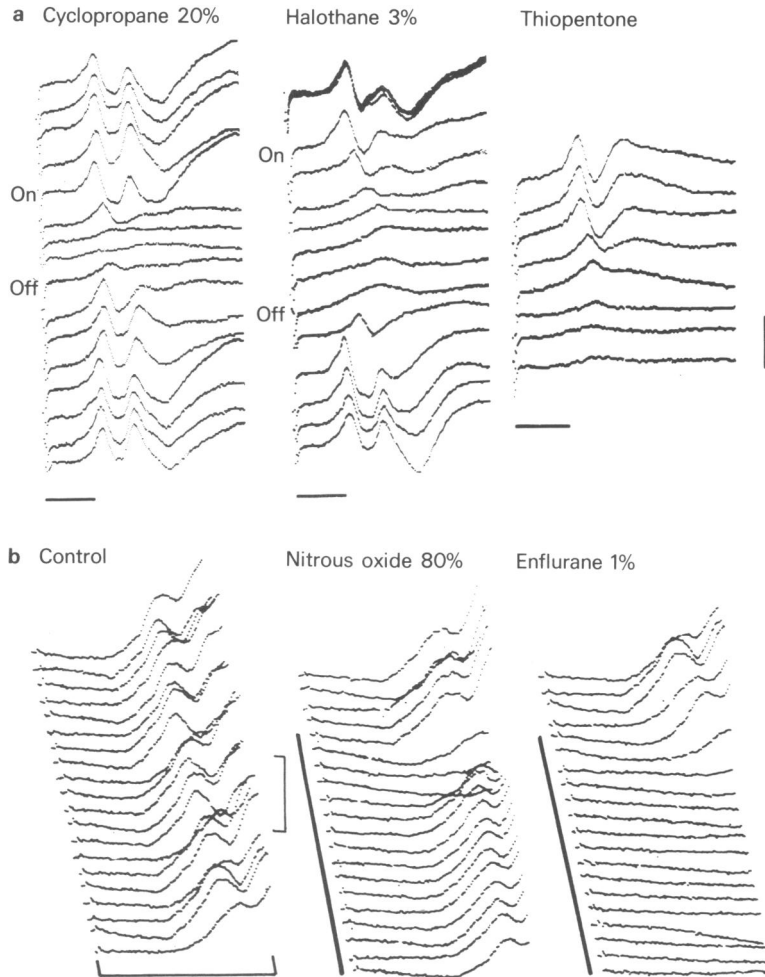 a Cyclopropane 20% Halothane 3% Thiopentone
On On
Off Off
b Control Nitrous oxide 80% Enflurane 1%